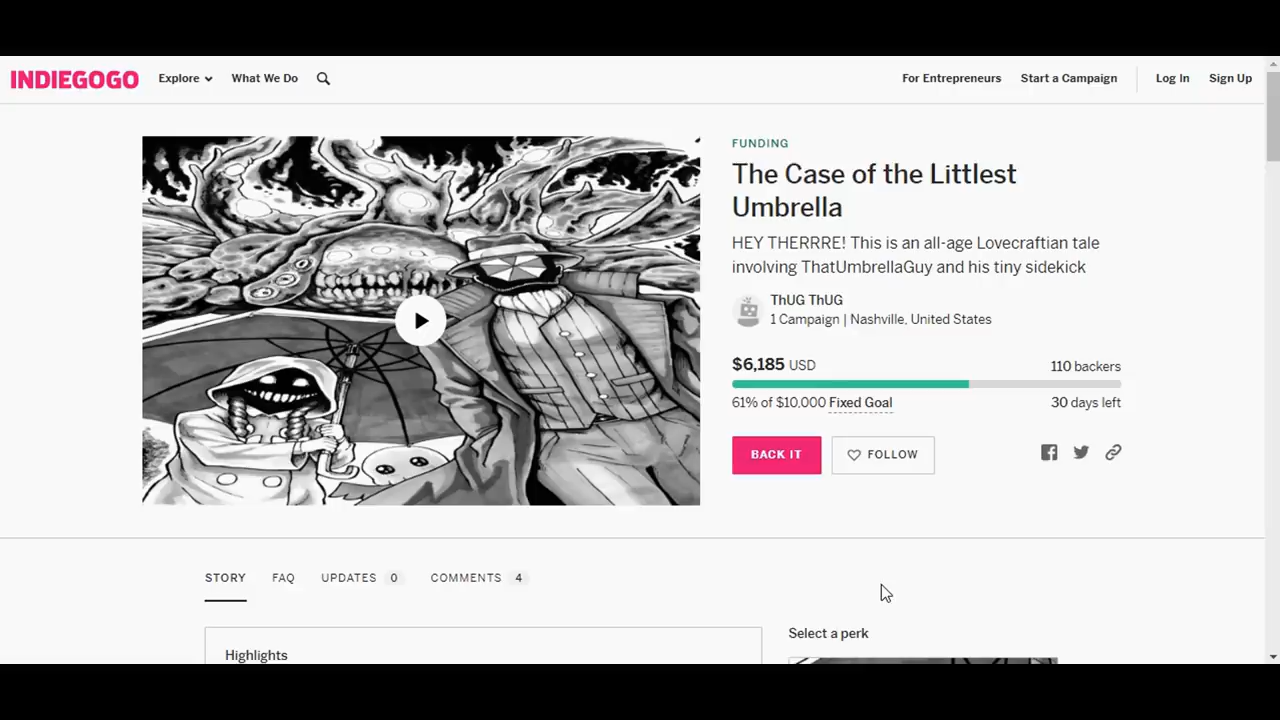 INDIEGOGO Explore What We Do For Entrepreneurs Start a Campaign Log In Sign Up
FUNDING
The Case of the Littlest
Umbrella
HEY THERRRE! This is an all-age Lovecraftian tale
involving ThatUmbrellaGuy and his tiny sidekick
ThUG ThUG
1 Campaign | Nashville, United States
$6,185 USD 110 backers
61% of $10,000 Fixed Goal 30 days left
BACK IT FOLLOW
STORY FAQ UPDATES 0 COMMENTS 4
Select a perk
Highlights